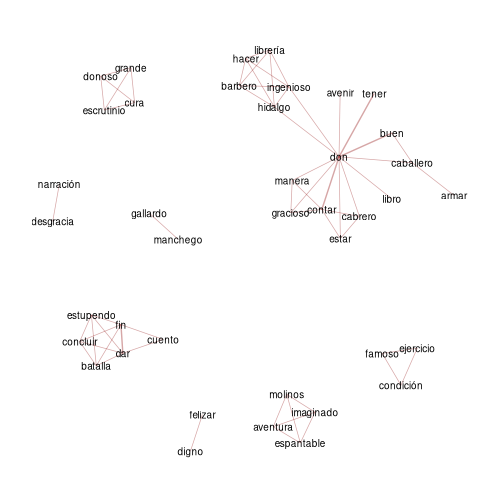 librería
hacer
grande
donoso
barbero
ingenioso
avenir
tener
cura
escrutinio
hidalgo
buen
don
caballero
manera
narración
armar
libro
gallardo
gracioso
contar
cabrero
desgracia
manchego
estar
estupendo
fin
concluir
cuento
ejercicio
dar
famoso
batalla
condición
molinos
felizar
imaginado
aventura
espantable
digno